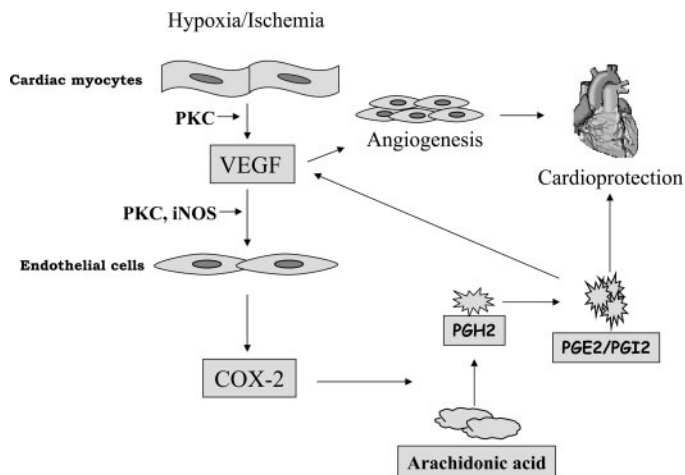 Hypoxia/Ischemia
Cardiac myocytes
PKC
Angiogenesis
VEGF
Cardioprotection
PKC, iNOS
Endothelial cells
PGH2
PGE2/PGI2
COX-2
Arachidonic acid